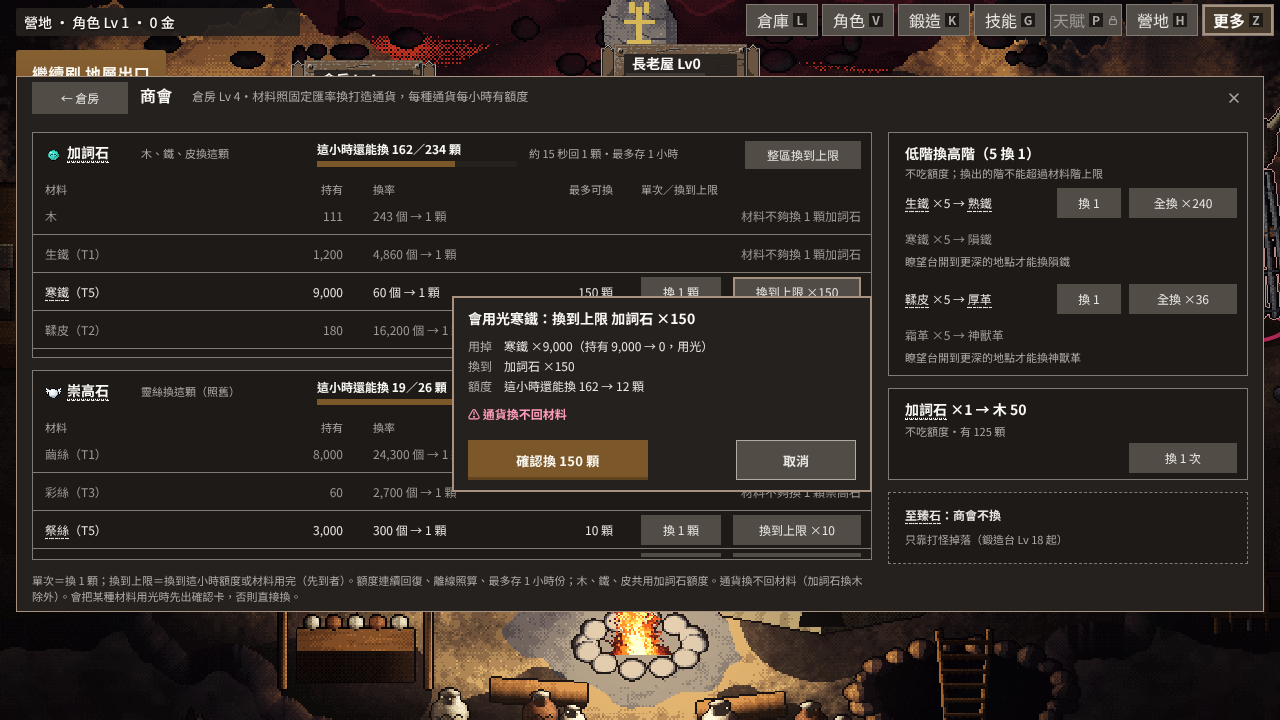 營地 · 角色 Lv 1 · 0 金
倉庫 L
角色 V
鍛造 K
技能 G
天賦 P
營地 H
更多 Z
長老屋 Lv0
← 倉房
商會
倉房 Lv 4・材料照固定匯率換打造通貨，每種通貨每小時有額度
×
加詞石
木、鐵、皮換這顆
這小時還能換 162／234 顆
約 15 秒回 1 顆・最多存 1 小時
整區換到上限
材料 持有 換率 最多可換 單次／換到上限
木 111 243 個 → 1 顆 材料不夠換 1 顆加詞石
生鐵（T1） 1,200 4,860 個 → 1 顆 材料不夠換 1 顆加詞石
寒鐵（T5） 9,000 60 個 → 1 顆 150 顆 換 1 顆 換到上限 ×150
鞣皮（T2） 180 16,200 個 → 1
崇高石
靈絲換這顆（照舊）
這小時還能換 19／26 顆
材料 持有 換率
繭絲（T1） 8,000 24,300 個 → 1
彩絲（T3） 60 2,700 個 → 1 顆 材料不夠換 1 顆崇高石
祭絲（T5） 3,000 300 個 → 1 顆 10 顆 換 1 顆 換到上限 ×10
會用光寒鐵：換到上限 加詞石 ×150
用掉 寒鐵 ×9,000（持有 9,000 → 0，用光）
換到 加詞石 ×150
額度 這小時還能換 162 → 12 顆
通貨換不回材料
確認換 150 顆
取消
單次＝換 1 顆；換到上限＝換到這小時額度或材料用完（先到者）。額度連續回復、離線照算、最多存 1 小時份；木、鐵、皮共用加詞石額度。通貨換不回材料（加詞石換木
除外）。會把某種材料用光時先出確認卡，否則直接換。
低階換高階（5 換 1）
不吃額度；換出的階不能超過材料階上限
生鐵 ×5 → 熟鐵 換 1 全換 ×240
寒鐵 ×5 → 隕鐵
瞭望台開到更深的地點才能換隕鐵
鞣皮 ×5 → 厚革 換 1 全換 ×36
霜革 ×5 → 神獸革
瞭望台開到更深的地點才能換神獸革
加詞石 ×1 → 木 50
不吃額度・有 125 顆
換 1 次
至臻石：商會不換
只靠打怪掉落（鍛造台 Lv 18 起）